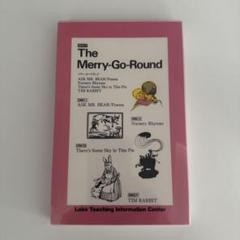 The
Merry-Go-Round
ASK MR. BEAR/Poems
Nursery Rhymes
There's Some Sky in This Pie
TIM RABBIT
ASK MR. BEAR/Poems
Nursery Rhymes
There's Some Sky in This Pie
TIM RABBIT
Labo Teaching Information Center